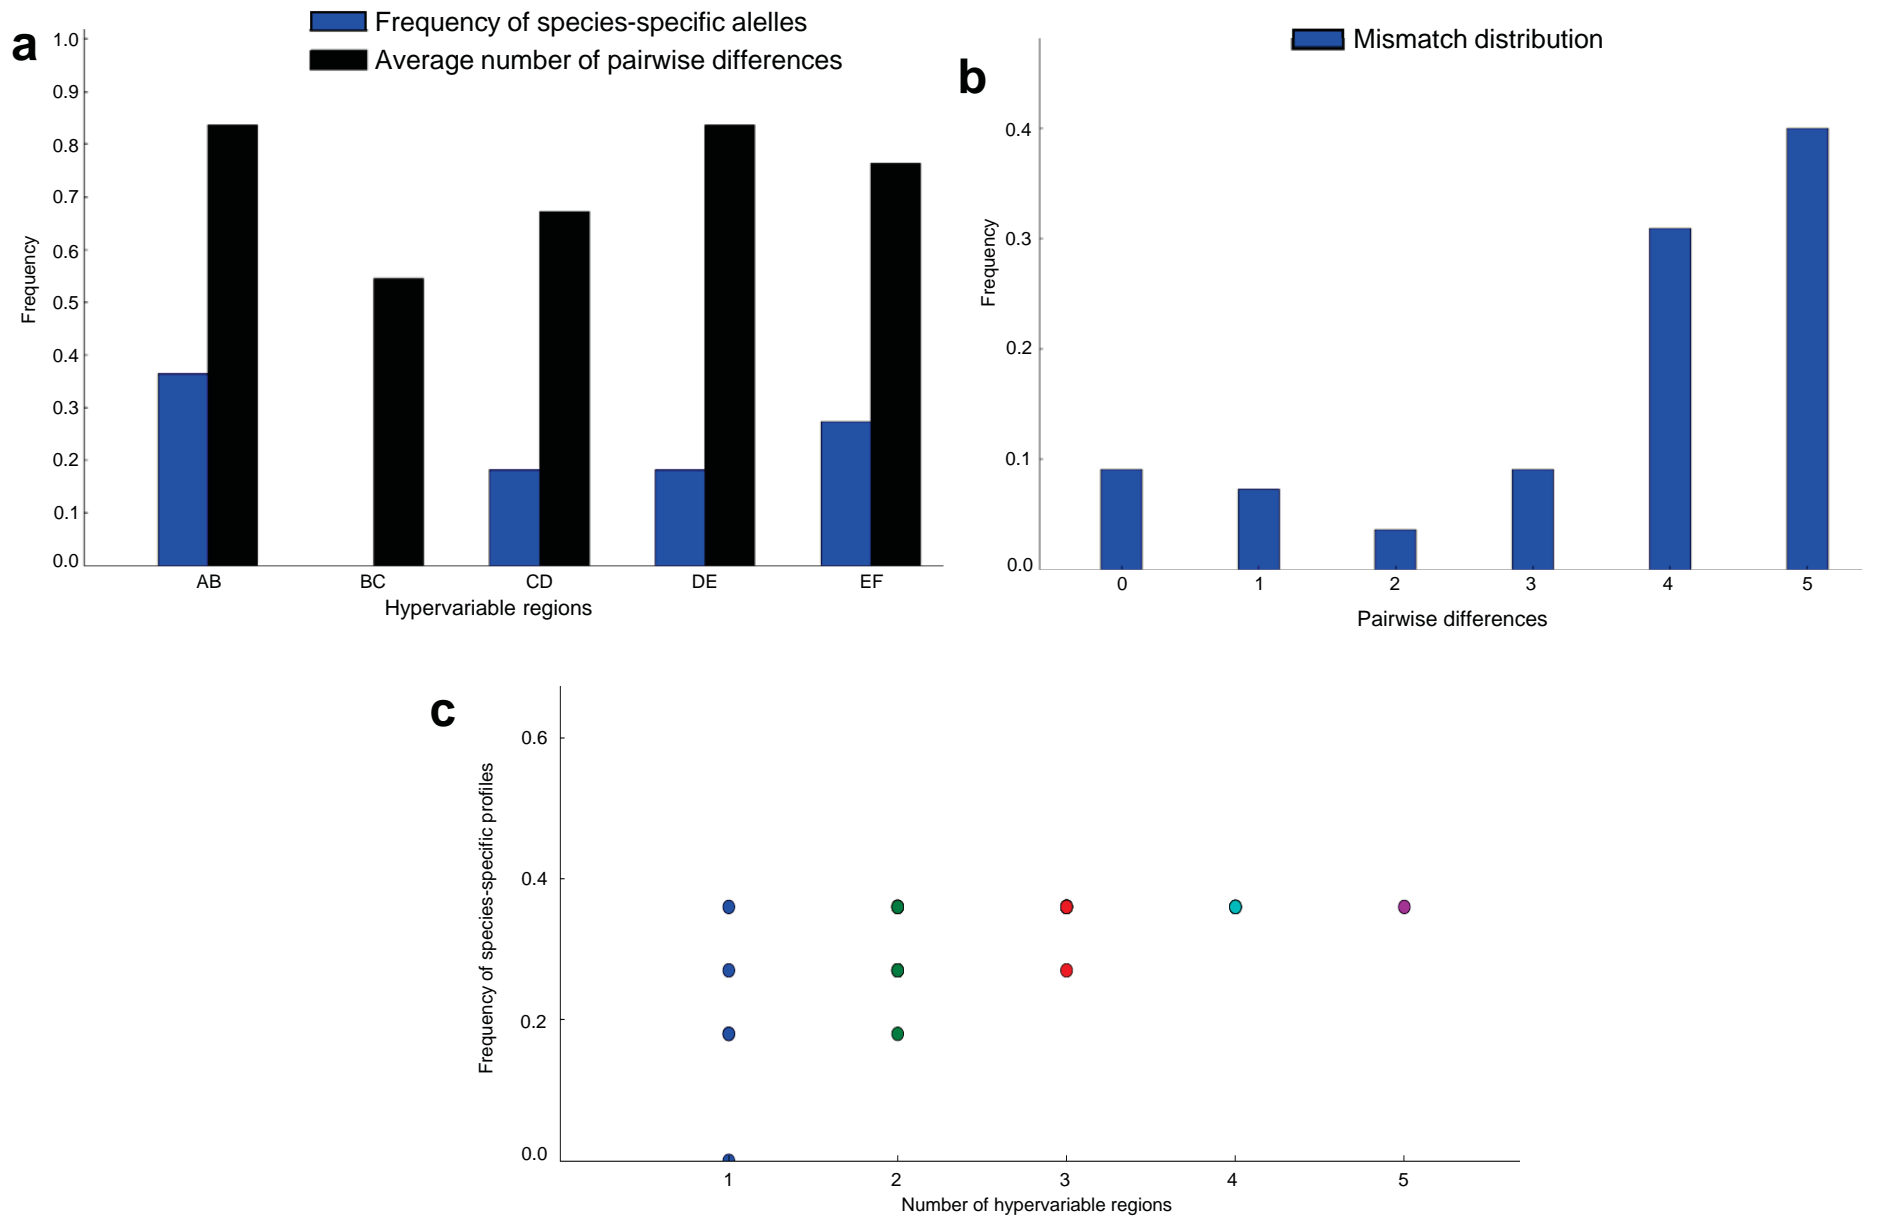 a
Frequency of species-specific alelles
Average number of pairwise differences
1.0
0.9
0.8
0.7
0.6
0.5
0.4
0.3
0.2
0.1
0.0
Frequency
AB BC CD DE EF
Hypervariable regions
b
Mismatch distribution
0.4
0.3
0.2
0.1
0.0
Frequency
0 1 2 3 4 5
Pairwise differences
c
0.6
0.4
0.2
0.0
Frequency of species-specific profiles
1 2 3 4 5
Number of hypervariable regions